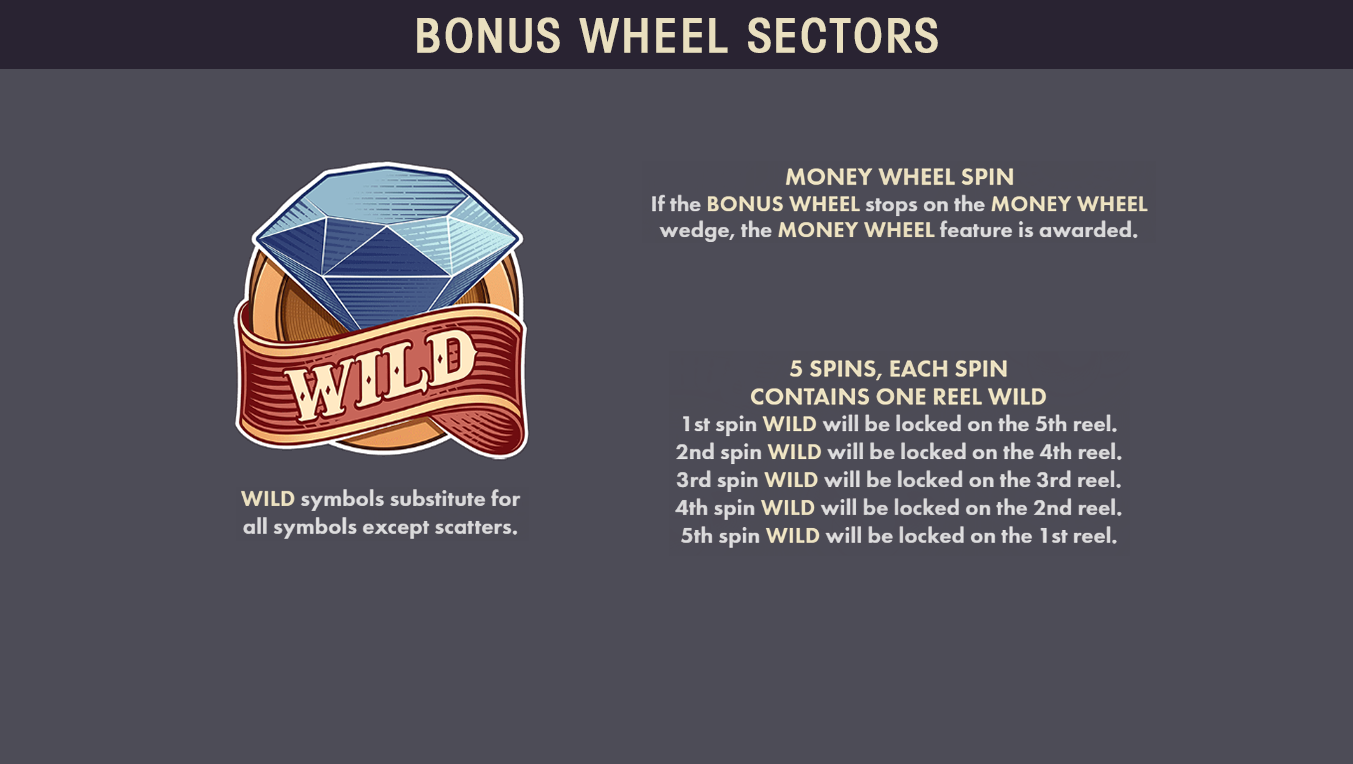 BONUS WHEEL SECTORS
WILD
WILD symbols substitute for
all symbols except scatters.
MONEY WHEEL SPIN
If the BONUS WHEEL stops on the MONEY WHEEL
wedge, the MONEY WHEEL feature is awarded.
5 SPINS, EACH SPIN
CONTAINS ONE REEL WILD
1st spin WILD will be locked on the 5th reel.
2nd spin WILD will be locked on the 4th reel.
3rd spin WILD will be locked on the 3rd reel.
4th spin WILD will be locked on the 2nd reel.
5th spin WILD will be locked on the 1st reel.